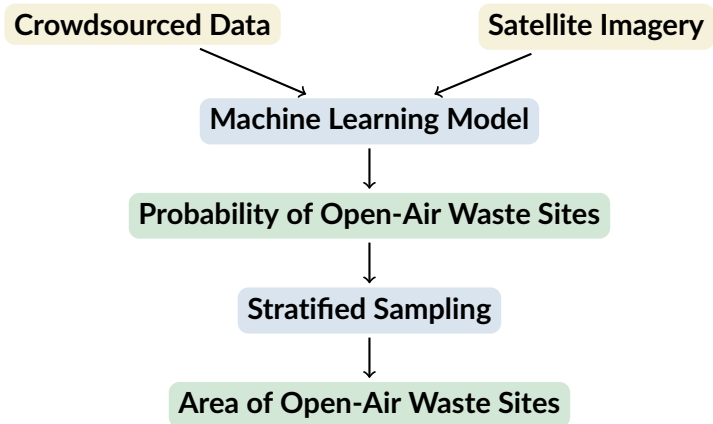 Crowdsourced Data
Satellite Imagery
Machine Learning Model
Probability of Open-Air Waste Sites
Stratified Sampling
Area of Open-Air Waste Sites